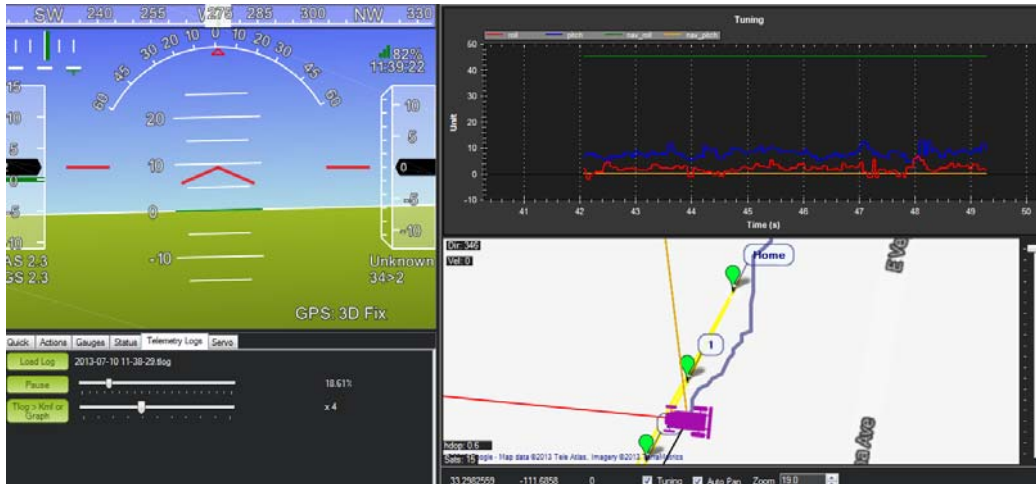 SW 240 255 W 275 285 300 NW 330
60 45 30 20 10 0 10 20 30 45 60
82%
11:39:22
15
10
5
0
-5
-10
20
10
0
-10
10
5
0
-5
-10
AS 2.3
GS 2.3
Unknown
34>2
GPS: 3D Fix
Quick Actions Gauges Status Telemetry Logs Servo
Load Log 2013-07-10 11-38-29.tlog
Pause 18.61%
Tlog > Kml or Graph x 4
Tuning
roll pitch nav_roll nav_pitch
Unit
50
40
30
20
10
0
-10
41 42 43 44 45 46 47 48 49 50
Time (s)
Dir: 346
Vel: 0
Home
1
E Ve
na Ave
hdop: 0.6
Sats: 15
oogle - Map data ©2013 Tele Atlas, Imagery ©2013 TerraMetrics
33.2982559 -111.6858 0 Tuning Auto Pan Zoom 19.0